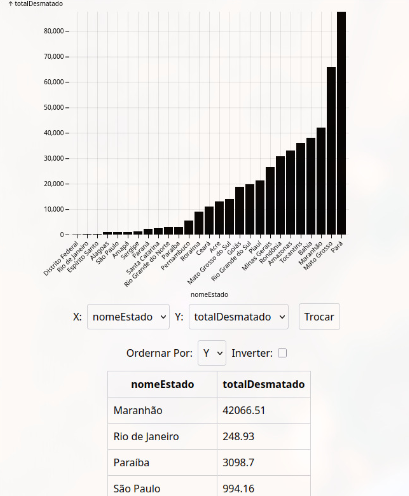 ↑ totalDesmatado
80,000
70,000
60,000
50,000
40,000
30,000
20,000
10,000
0
Distrito Federal
Rio de Janeiro
Espírito Santo
Alagoas
São Paulo
Amapá
Sergipe
Paraná
Santa Catarina
Rio Grande do Norte
Paraíba
Pernambuco
Roraima
Ceará
Acre
Mato Grosso do Sul
Goiás
Rio Grande do Sul
Piauí
Minas Gerais
Rondônia
Amazonas
Tocantins
Bahia
Maranhão
Mato Grosso
Pará
nomeEstado
X: nomeEstado Y: totalDesmatado Trocar
Ordernar Por: Y Inverter:
nomeEstado totalDesmatado
Maranhão 42066.51
Rio de Janeiro 248.93
Paraíba 3098.7
São Paulo 994.16